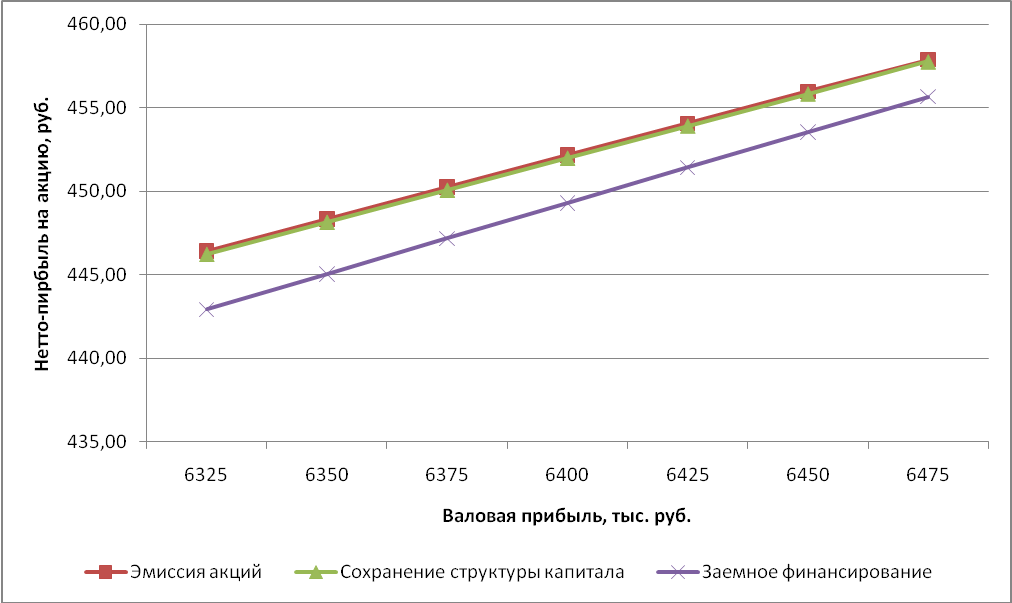 460,00
455,00
450,00
445,00
440,00
435,00
Нетто-пирбыль на акцию, руб.
6325 6350 6375 6400 6425 6450 6475
Валовая прибыль, тыс. руб.
Эмиссия акций Сохранение структуры капитала Заемное финансирование